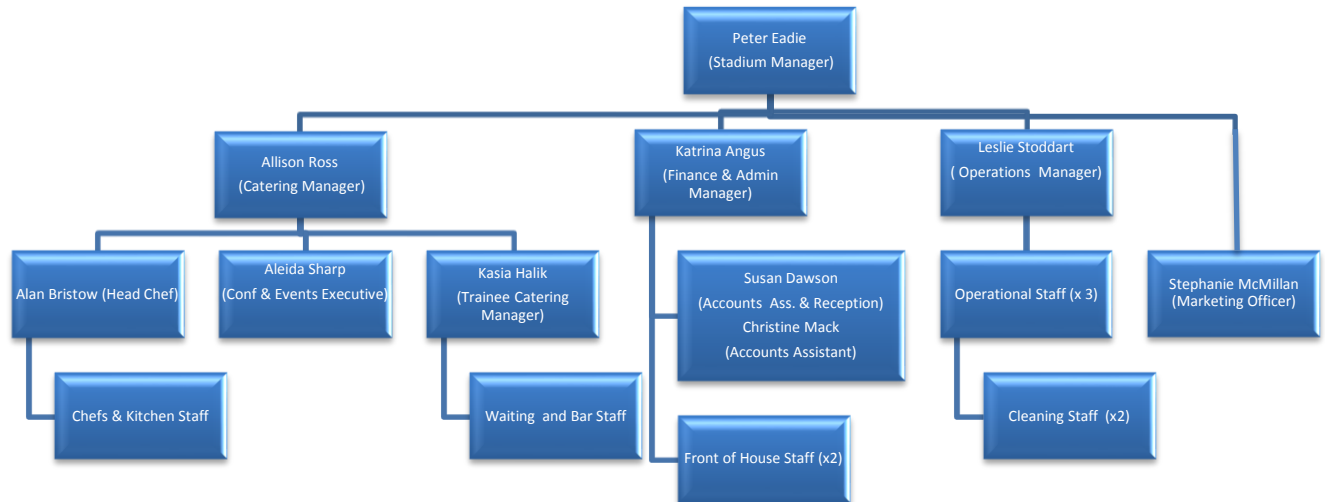 Peter Eadie
(Stadium Manager)
Allison Ross
(Catering Manager)
Katrina Angus
(Finance & Admin
Manager)
Leslie Stoddart
( Operations Manager)
Alan Bristow (Head Chef)
Aleida Sharp
(Conf & Events Executive)
Kasia Halik
(Trainee Catering
Manager)
Susan Dawson
(Accounts Ass. & Reception)
Christine Mack
(Accounts Assistant)
Operational Staff (x 3)
Stephanie McMillan
(Marketing Officer)
Chefs & Kitchen Staff
Waiting and Bar Staff
Front of House Staff (x2)
Cleaning Staff (x2)